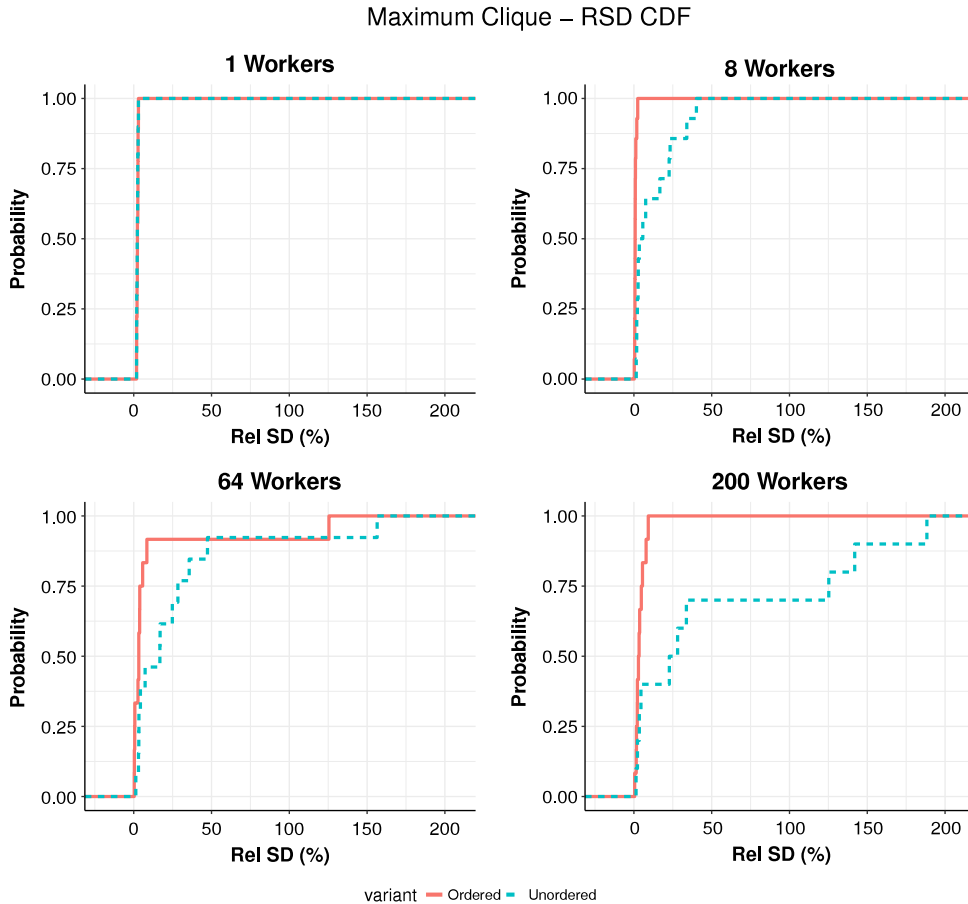 Maximum Clique – RSD CDF
1 Workers
1.00
0.75
0.50
0.25
0.00
Probability
0 50 100 150 200
Rel SD (%)
8 Workers
1.00
0.75
0.50
0.25
0.00
Probability
0 50 100 150 200
Rel SD (%)
64 Workers
1.00
0.75
0.50
0.25
0.00
Probability
0 50 100 150 200
Rel SD (%)
200 Workers
1.00
0.75
0.50
0.25
0.00
Probability
0 50 100 150 200
Rel SD (%)
variant Ordered Unordered